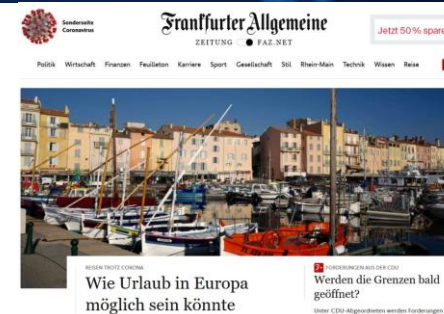 Sonderseite
Coronavirus
Frankfurter Allgemeine
ZEITUNG FAZ.NET
Jetzt 50 % spare
Politik Wirtschaft Finanzen Feuilleton Karriere Sport Gesellschaft Stil Rhein-Main Technik Wissen Reise
REISEN TROTZ CORONA
Wie Urlaub in Europa
möglich sein könnte
F+ FORDERUNGEN AUS DER CDU
Werden die Grenzen bald
geöffnet?
Unter CDU-Abgeordneten werden Forderungen